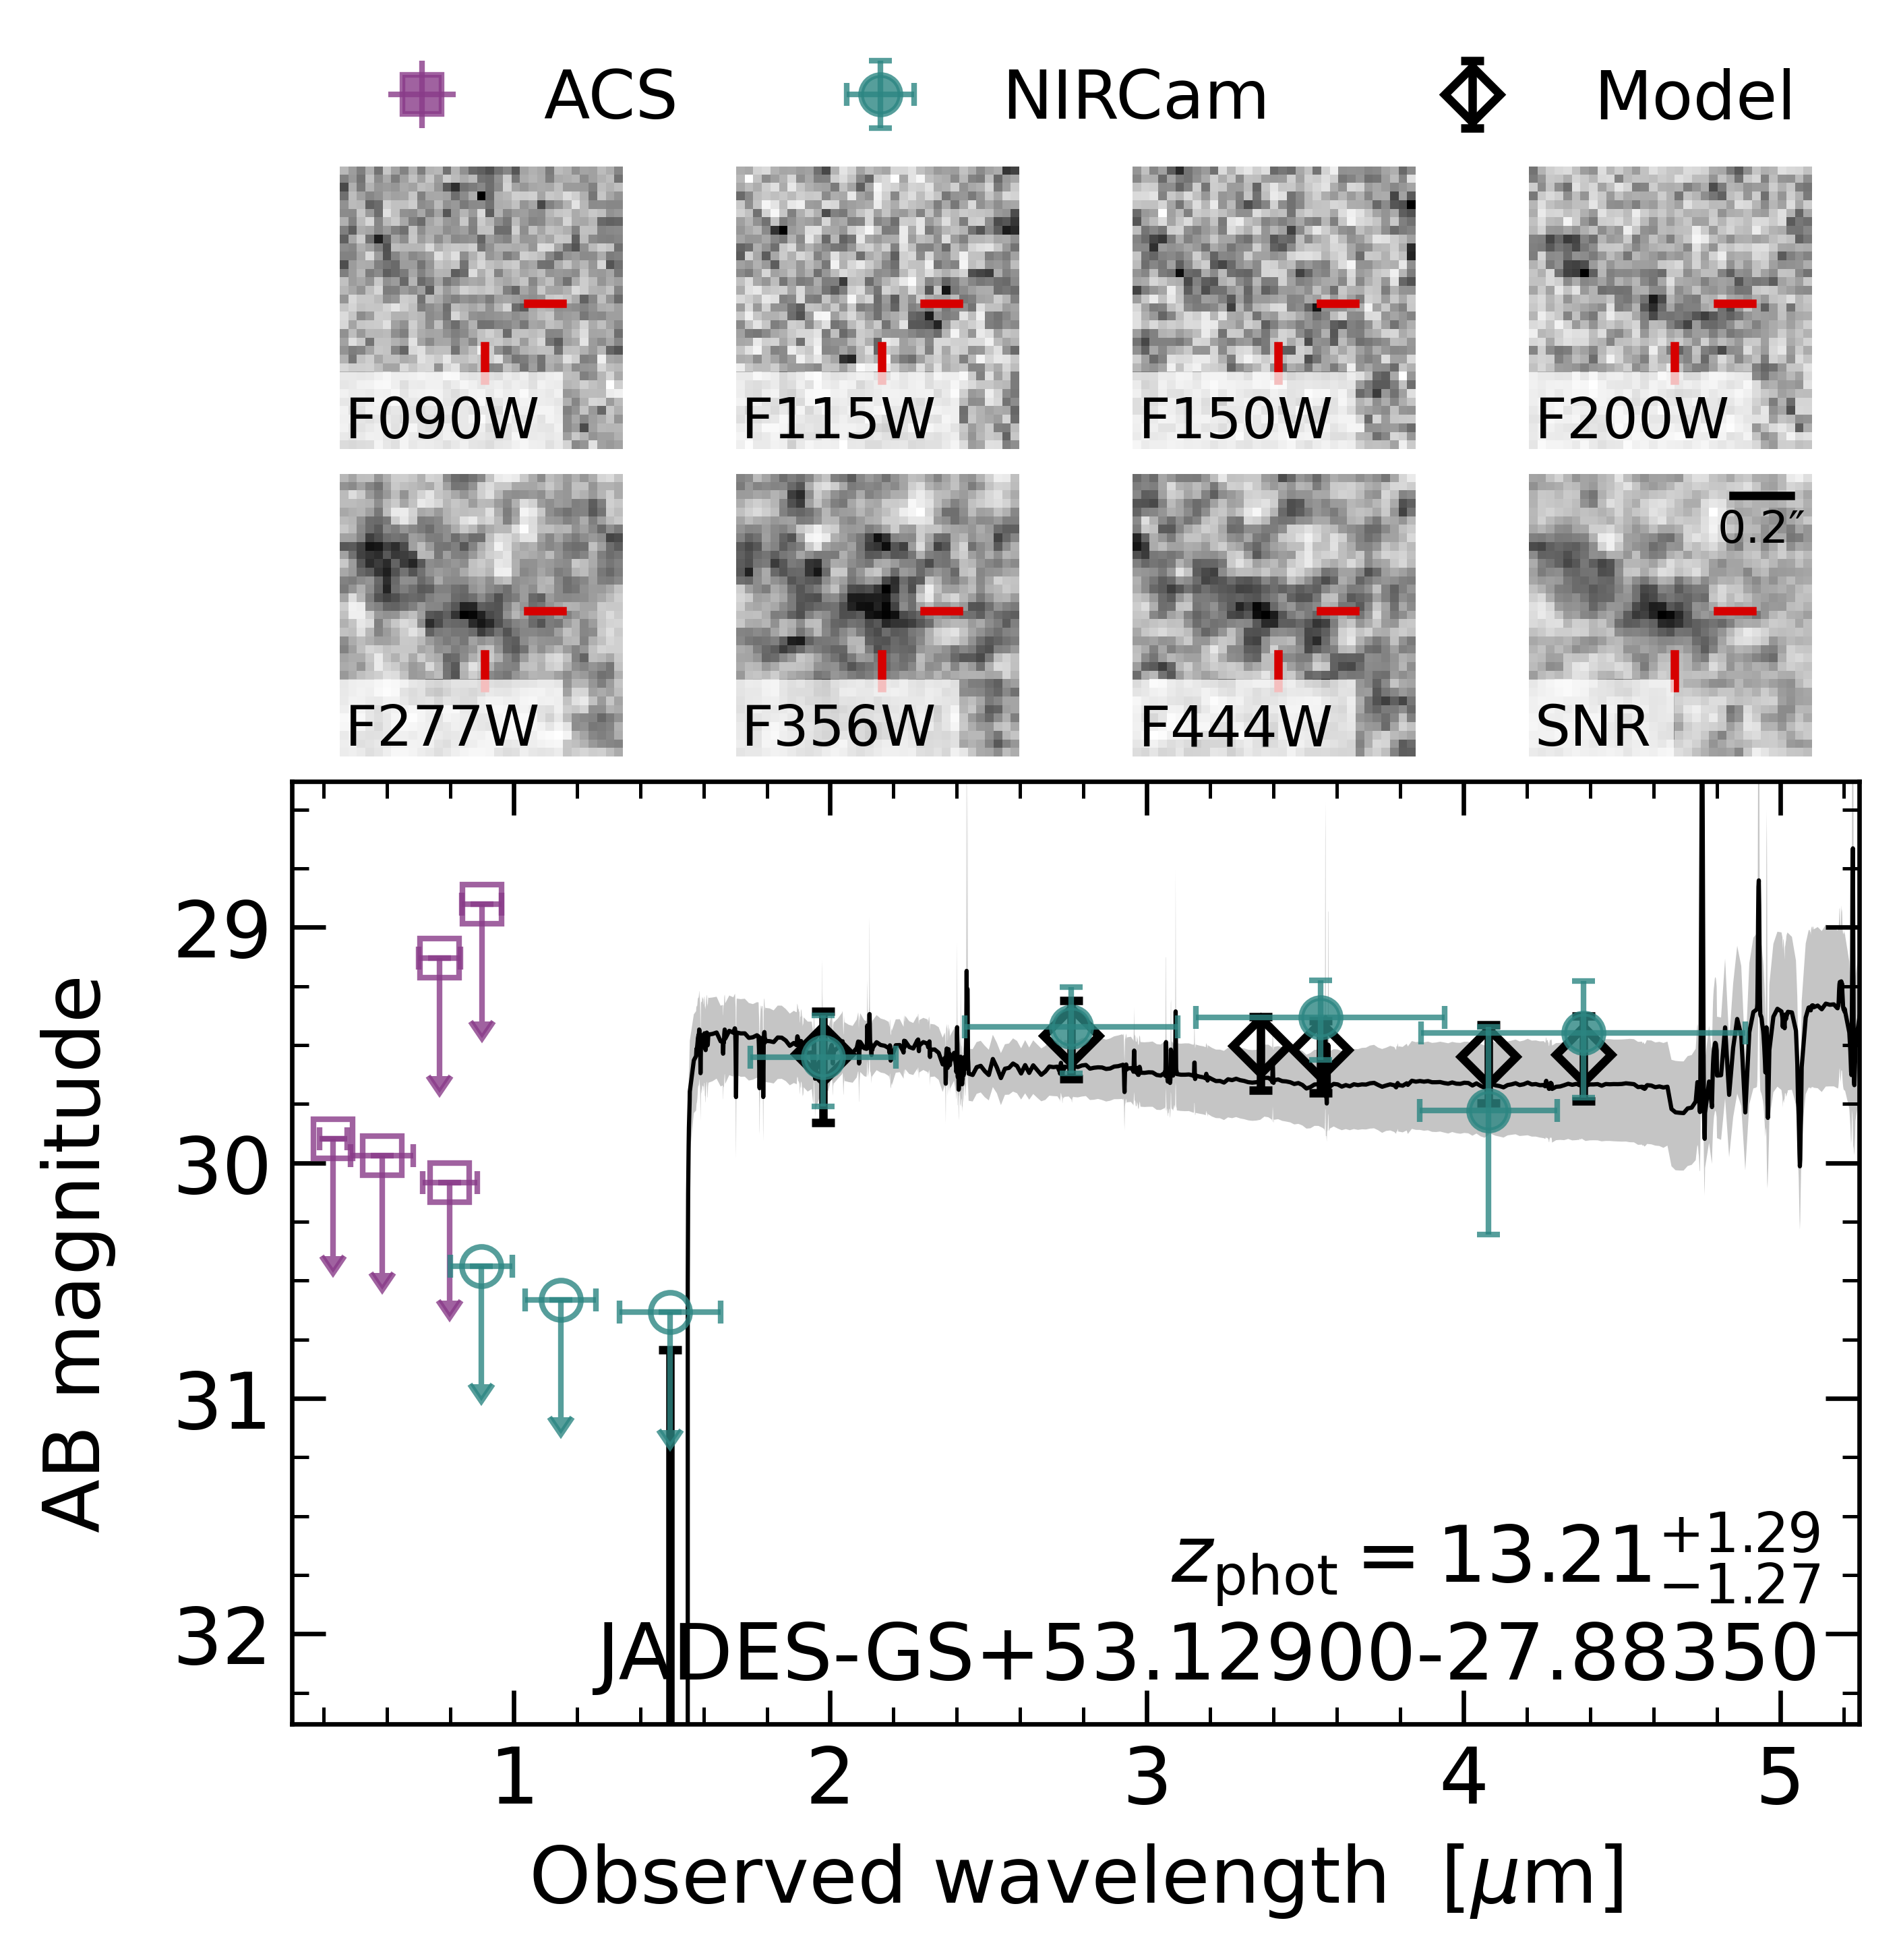 ACS NIRCam Model
F090W F115W F150W F200W
0.2″
F277W F356W F444W SNR
29
30
31
32
AB magnitude
z_phot = 13.21 +1.29 −1.27
JADES-GS+53.12900-27.88350
1 2 3 4 5
Observed wavelength [μm]